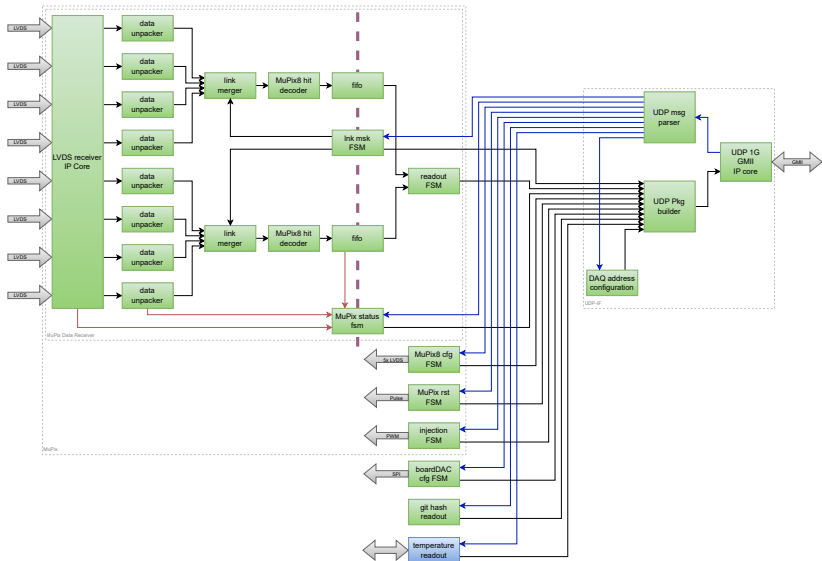 LVDS
LVDS
LVDS
LVDS
LVDS
LVDS
LVDS
LVDS
LVDS receiver
IP Core
data
unpacker
data
unpacker
data
unpacker
data
unpacker
data
unpacker
data
unpacker
data
unpacker
data
unpacker
link
merger
MuPix8 hit
decoder
fifo
lnk msk
FSM
readout
FSM
link
merger
MuPix8 hit
decoder
fifo
MuPix status
fsm
MuPix Data Receiver
UDP msg
parser
UDP 1G
GMII
IP core
GMII
UDP Pkg
builder
DAQ address
configuration
UDP-IF
5x LVDS
MuPix8 cfg
FSM
Pulse
MuPix rst
FSM
PWM
injection
FSM
MuPix
SPI
boardDAC
cfg FSM
git hash
readout
temperature
readout